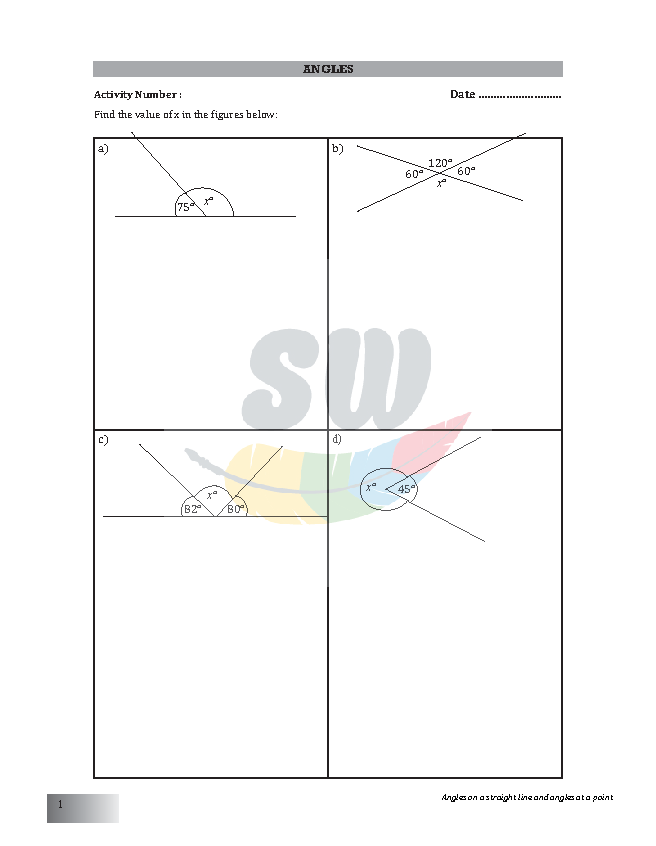 ANGLES
Activity Number :
Date ............................
Find the value of x in the figures below:
a)
75° x°
b)
120°
60° 60°
x°
c)
x°
82° 80°
d)
x° 45°
SW
1
Angles on a straight line and angles at a point